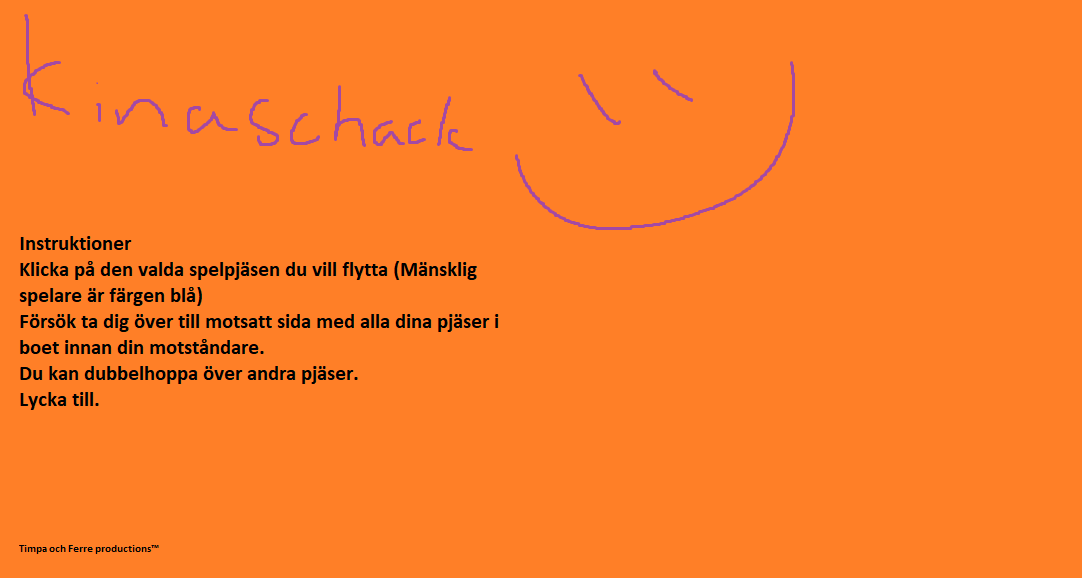 Kinaschack
Instruktioner
Klicka på den valda spelpjäsen du vill flytta (Mänsklig
spelare är färgen blå)
Försök ta dig över till motsatt sida med alla dina pjäser i
boet innan din motståndare.
Du kan dubbelhoppa över andra pjäser.
Lycka till.
Timpa och Ferre productions™